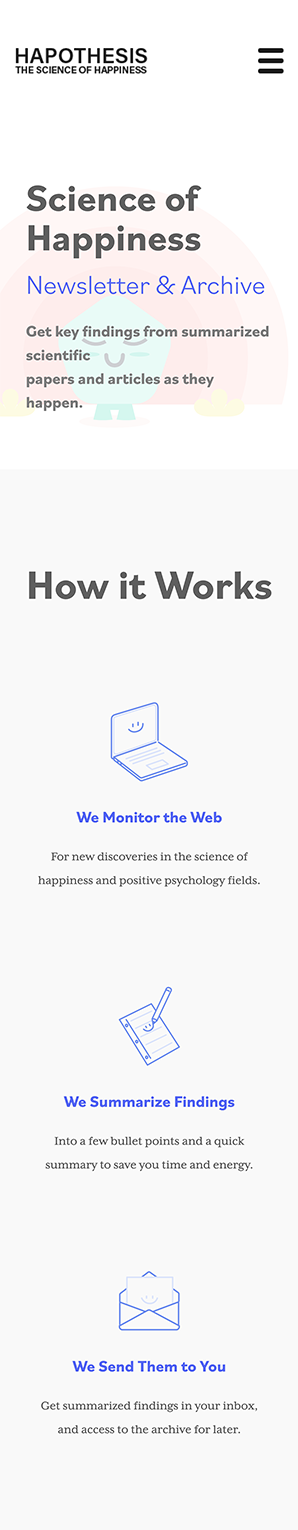 HAPOTHESIS
THE SCIENCE OF HAPPINESS
Science of
Happiness
Newsletter & Archive
Get key findings from summarized
scientific
papers and articles as they
happen.
How it Works
We Monitor the Web
For new discoveries in the science of
happiness and positive psychology fields.
We Summarize Findings
Into a few bullet points and a quick
summary to save you time and energy.
We Send Them to You
Get summarized findings in your inbox,
and access to the archive for later.